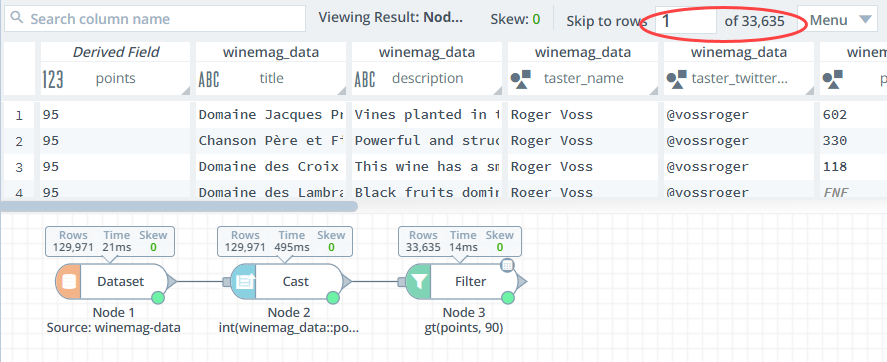 Search column name
Viewing Result: Nod...
Skew: 0
Skip to rows 1 of 33,635
Menu
Derived Field winemag_data winemag_data winemag_data winemag_data
123 points ABC title ABC description taster_name taster_twitter... p
1 95 Domaine Jacques Pr Vines planted in t Roger Voss @vossroger 602
2 95 Chanson Père et Fi Powerful and struc Roger Voss @vossroger 330
3 95 Domaine des Croix This wine has a sm Roger Voss @vossroger 118
4 95 Domaine des Lambra Black fruits domin Roger Voss @vossroger FNF
Rows Time Skew
129,971 21ms 0
Dataset
Node 1
Source: winemag-data
Rows Time Skew
129,971 495ms 0
Cast
Node 2
int(winemag_data::po...
Rows Time Skew
33,635 14ms 0
Filter
Node 3
gt(points, 90)